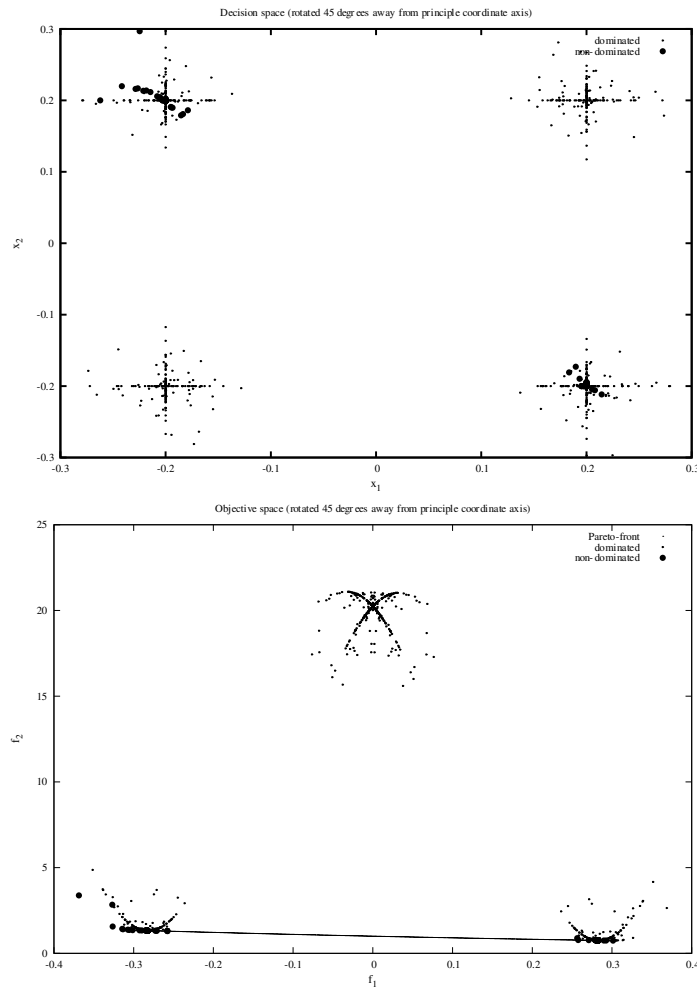 Decision space (rotated 45 degrees away from principle coordinate axis)
0.3
dominated
non-dominated
0.2
0.1
x2
0
-0.1
-0.2
-0.3
-0.3 -0.2 -0.1 0 0.1 0.2 0.3
x1
Objective space (rotated 45 degrees away from principle coordinate axis)
25
Pareto-front
dominated
non-dominated
20
15
f2
10
5
0
-0.4 -0.3 -0.2 -0.1 0 0.1 0.2 0.3 0.4
f1